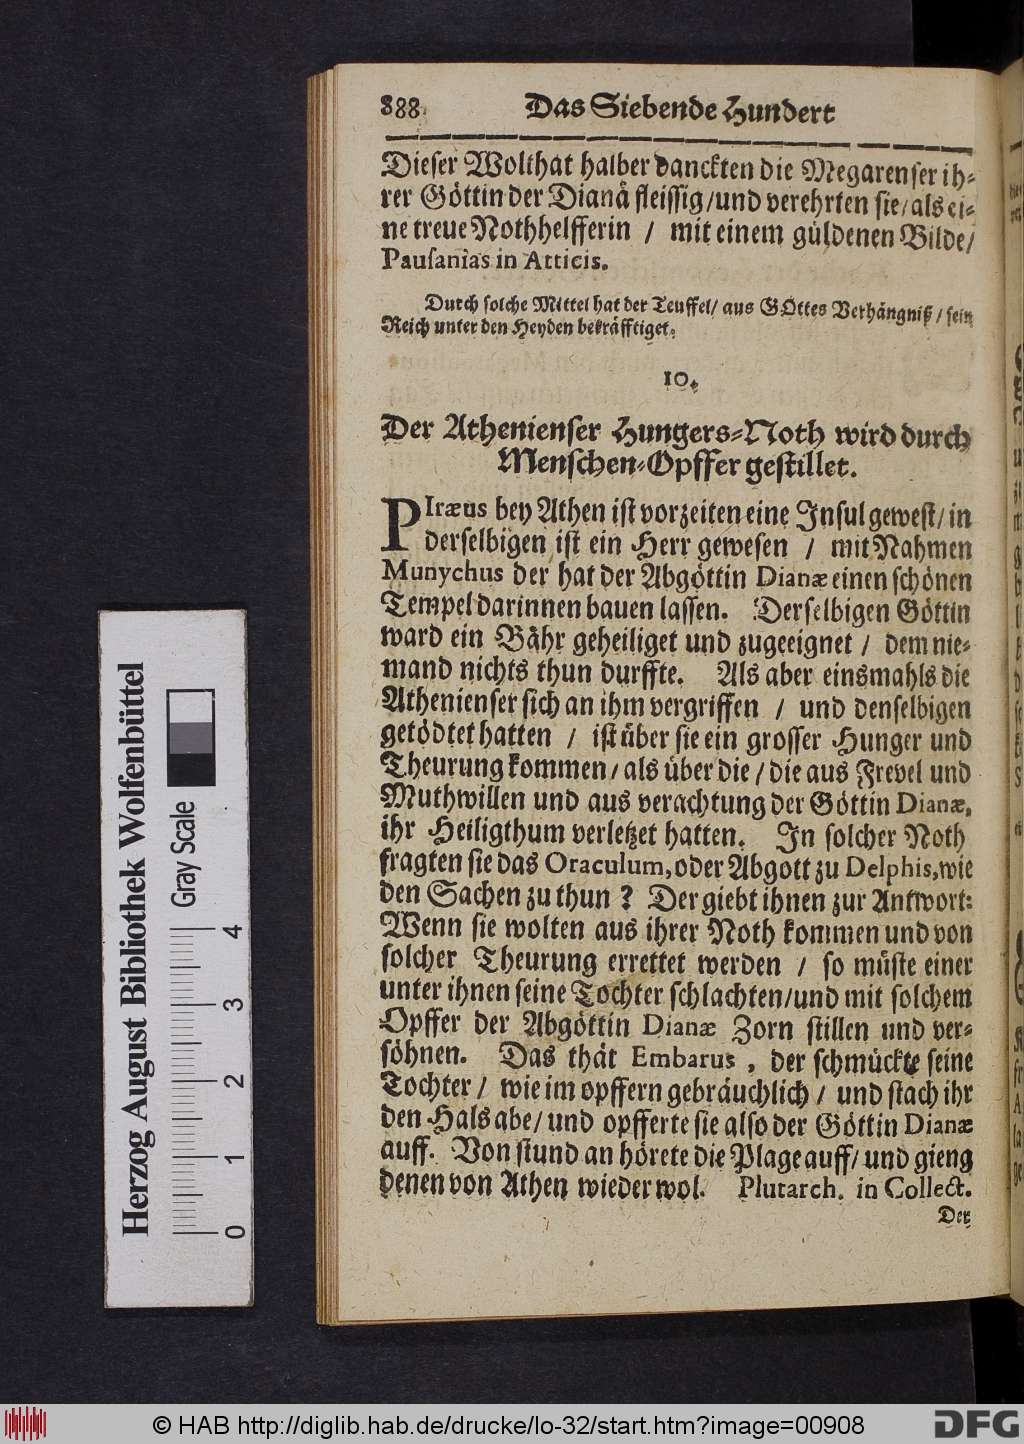 888 Das Siebende Hundert
Dieser Wolthat halber danckten die Megarenser ih-
rer Göttin der Dianâ fleissig / und verehrten sie / als ei-
ne treue Nothhelfferin / mit einem güldenen Bilde /
Pausanias in Atticis.
Durch solche Mittel hat der Teuffel / aus GOttes Verhängniß / sein
Reich unter den Heyden bekräfftiget.
10.
Der Athenienser Hungers-Noth wird durch
Menschen-Opffer gestillet.
PIræus bey Athen ist vorzeiten eine Insul gewest / in
derselbigen ist ein Herr gewesen / mit Nahmen
Munychus der hat der Abgöttin Dianæ einen schönen
Tempel darinnen bauen lassen. Derselbigen Göttin
ward ein Bähr geheiliget und zugeeignet / dem nie-
mand nichts thun durffte. Als aber einsmahls die
Athenienser sich an ihm vergriffen / und denselbigen
getödtet hatten / ist über sie ein grosser Hunger und
Theurung kommen / als über die / die aus Frevel und
Muthwillen und aus verachtung der Göttin Dianæ,
ihr Heiligthum verletzet hatten. In solcher Noth
fragten sie das Oraculum, oder Abgott zu Delphis, wie
den Sachen zu thun ? Der giebt ihnen zur Antwort:
Wenn sie wolten aus ihrer Noth kommen und von
solcher Theurung errettet werden / so müste einer
unter ihnen seine Tochter schlachten / und mit solchem
Opffer der Abgöttin Dianæ Zorn stillen und ver-
söhnen. Das thät Embarus, der schmückte seine
Tochter / wie im opffern gebräuchlich / und stach ihr
den Hals abe / und opfferte sie also der Göttin Dianæ
auff. Von stund an hörete die Plage auff / und gieng
denen von Athen wieder wol. Plutarch. in Collect.
Der
Herzog August Bibliothek Wolfenbüttel
Gray Scale
0 1 2 3 4
© HAB http://diglib.hab.de/drucke/lo-32/start.htm?image=00908
DFG